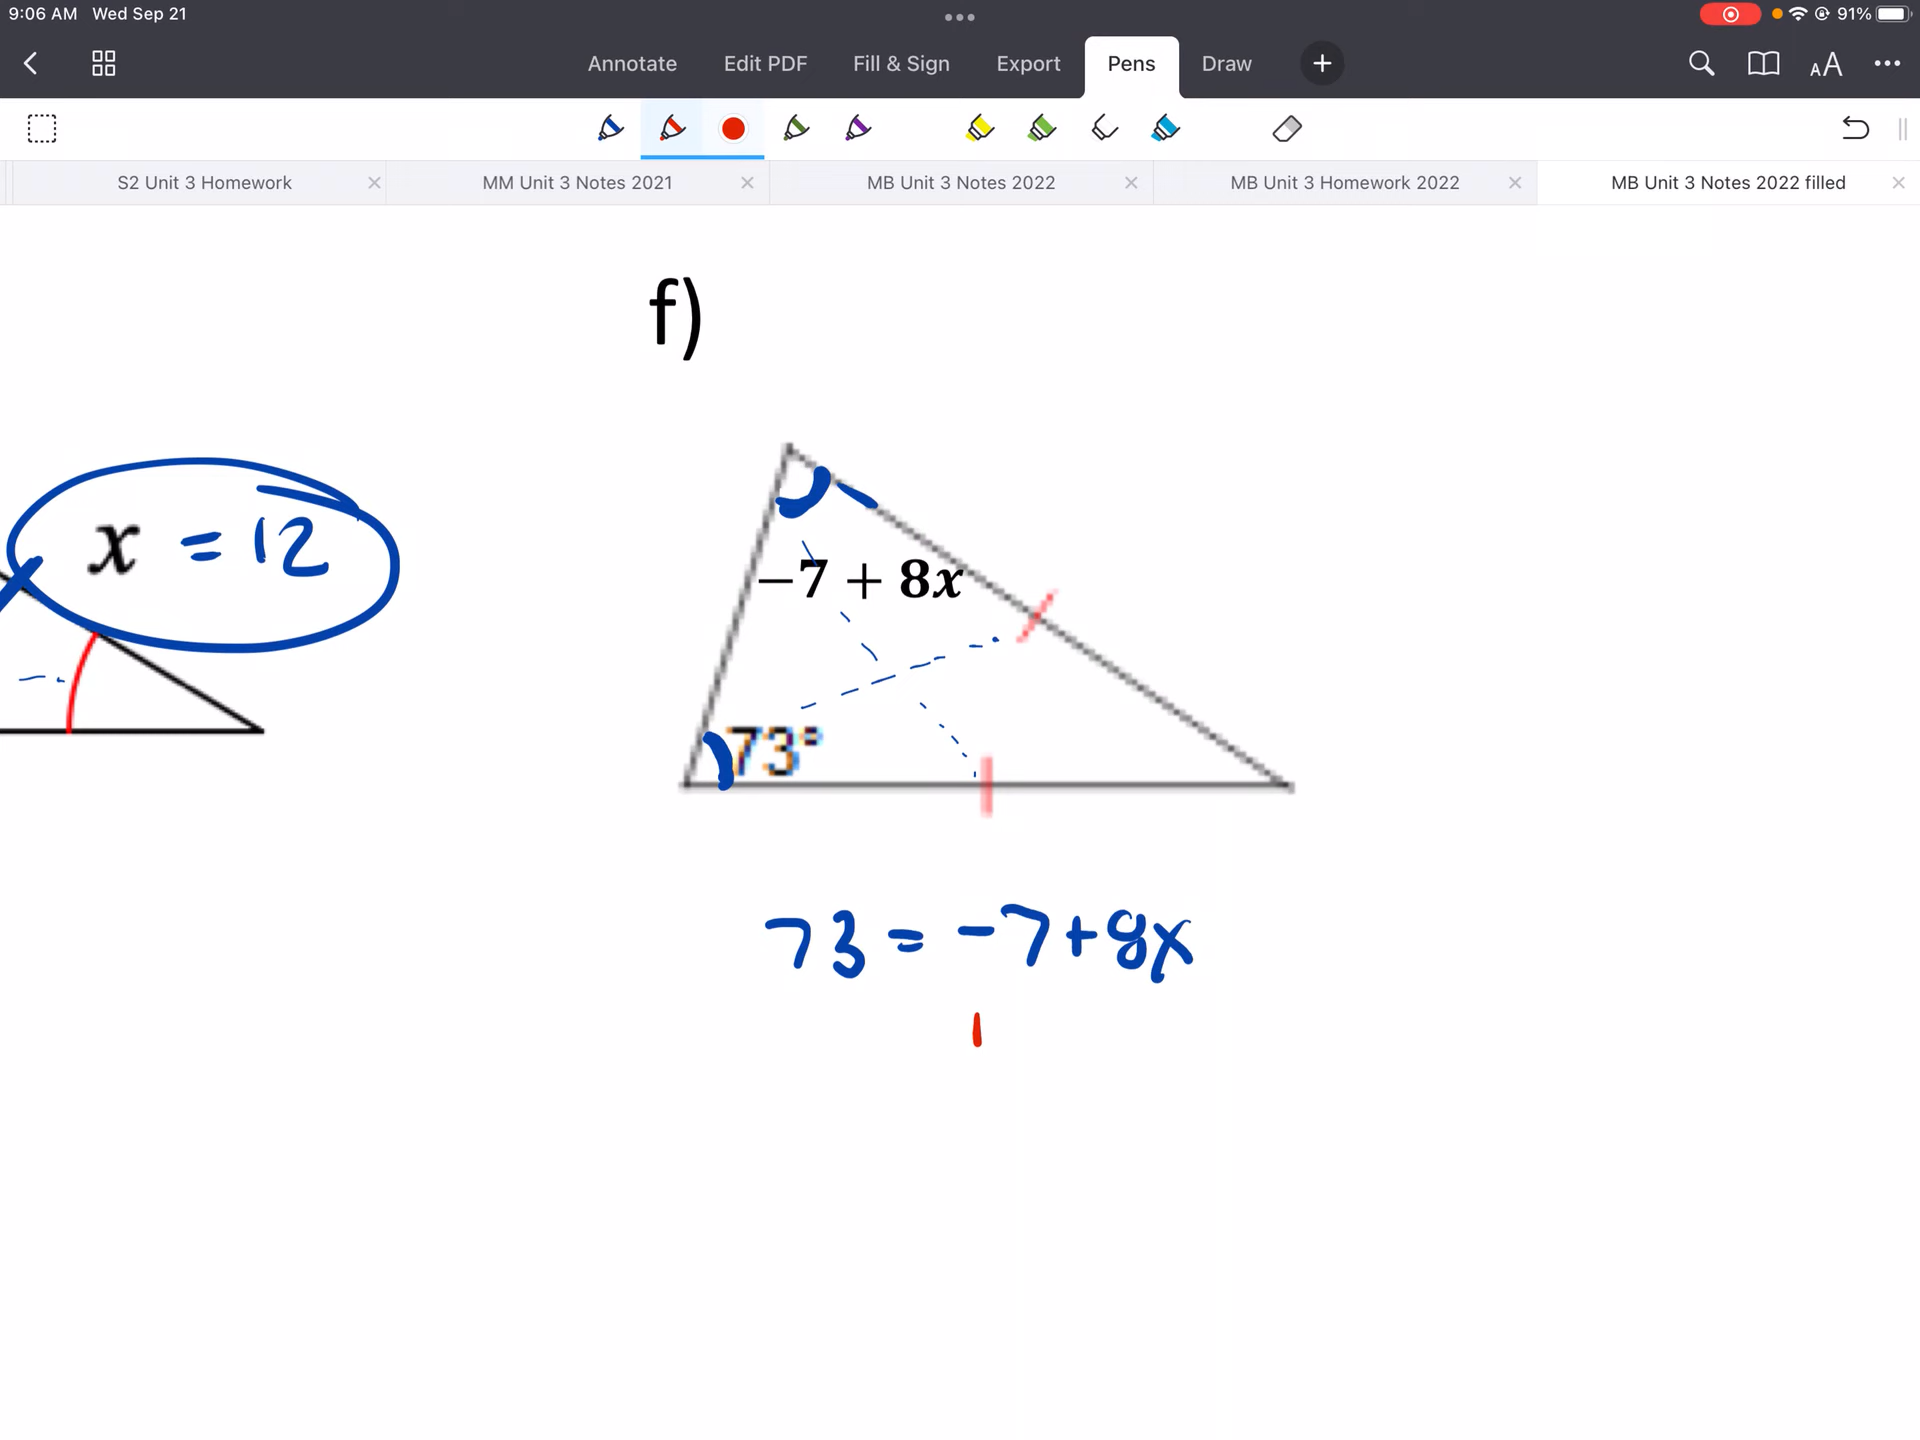 9:06 AM Wed Sep 21
91%
Annotate Edit PDF Fill & Sign Export Pens Draw
AA
S2 Unit 3 Homework
MM Unit 3 Notes 2021
MB Unit 3 Notes 2022
MB Unit 3 Homework 2022
MB Unit 3 Notes 2022 filled
f)
x = 12
−7 + 8x
73°
73 = -7+8x